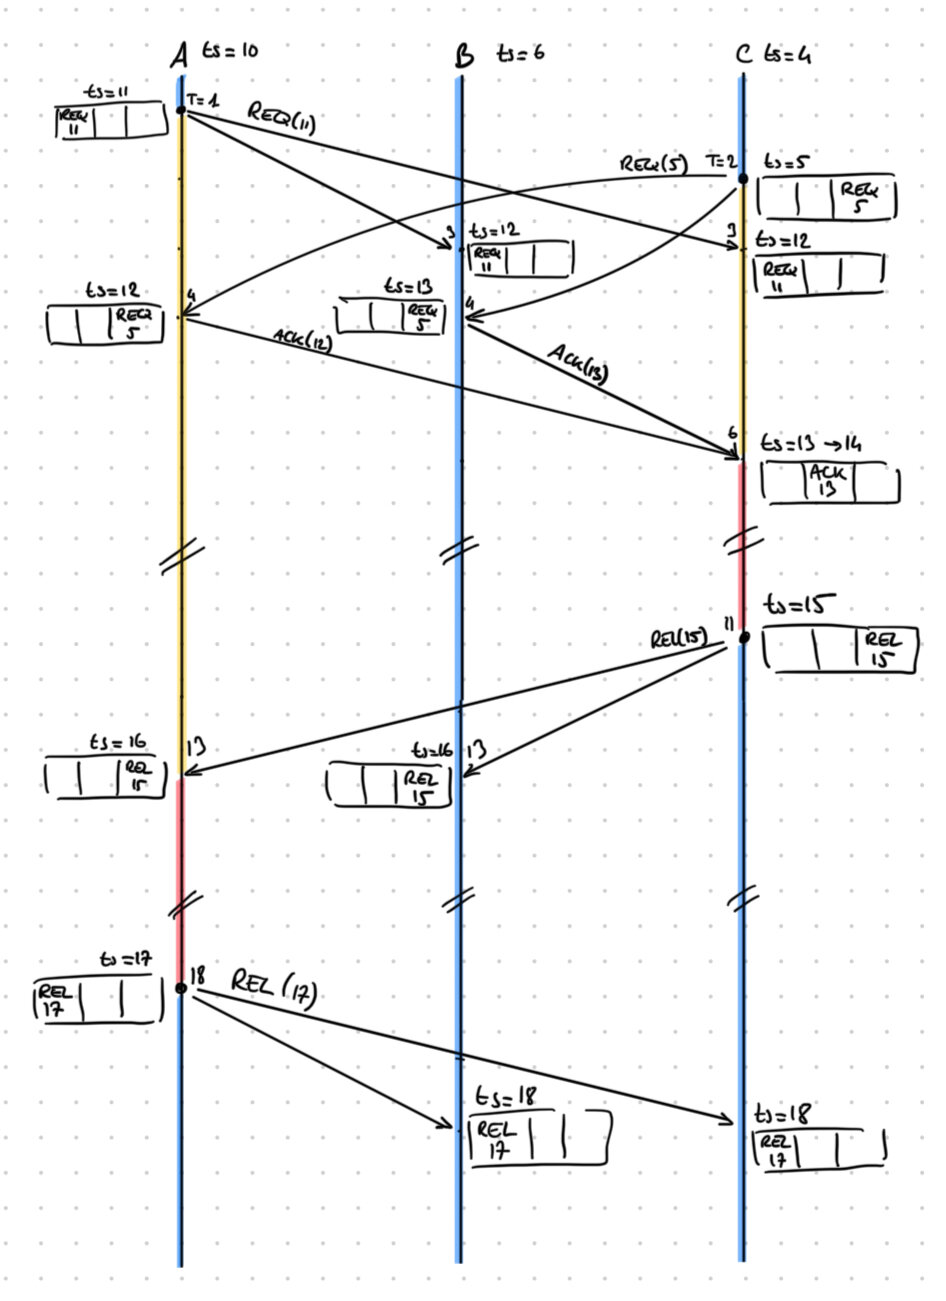 A ts=10
B ts=6
C ts=4
ts=11
T=1
REQ 11
REQ(11)
REQ(5)
T=2
ts=5
REQ 5
3
ts=12
REQ 11
3
ts=12
REQ 11
ts=12
4
REQ 5
ts=13
4
REQ 5
ACK(12)
ACK(13)
6
ts=13 → 14
ACK 13
11
ts=15
REL 15
REL(15)
ts=16
13
REL 15
ts=16
13
REL 15
ts=17
18
REL 17
REL (17)
ts=18
REL 17
ts=18
REL 17